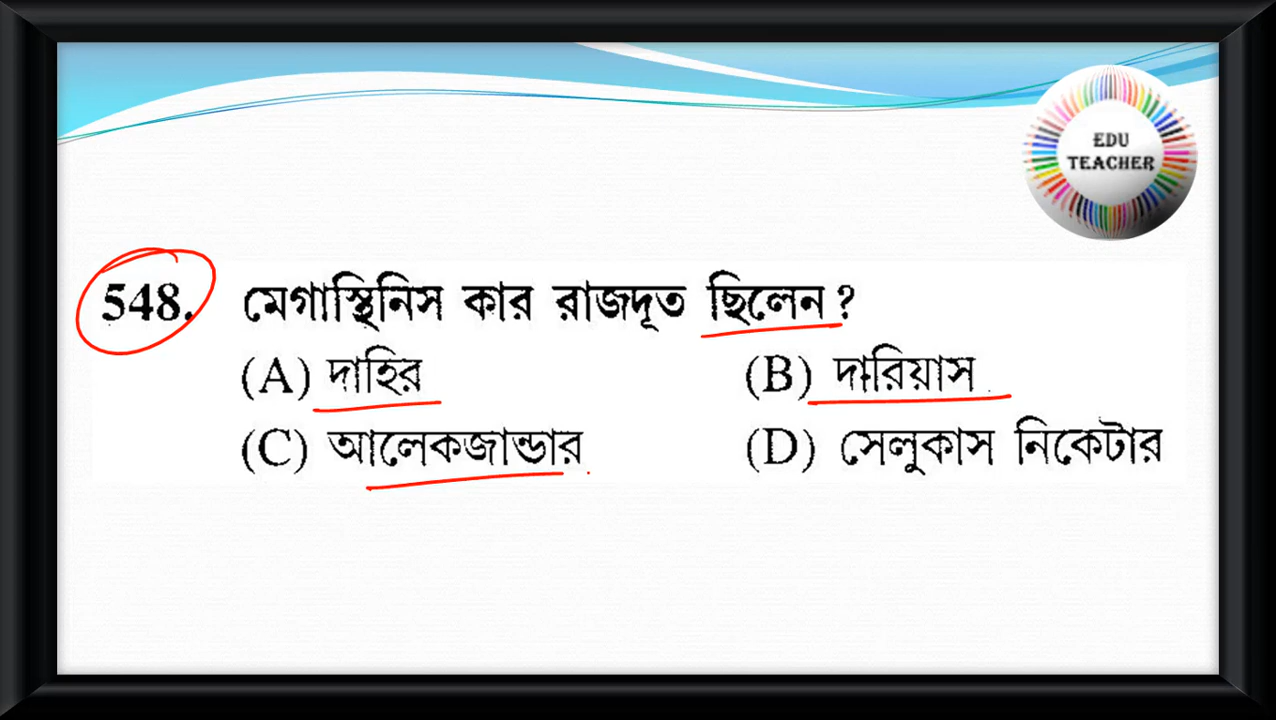 EDU
TEACHER
548. মেগাস্থিনিস কার রাজদূত ছিলেন ?
(A) দাহির (B) দারিয়াস
(C) আলেকজান্ডার (D) সেলুকাস নিকেটার